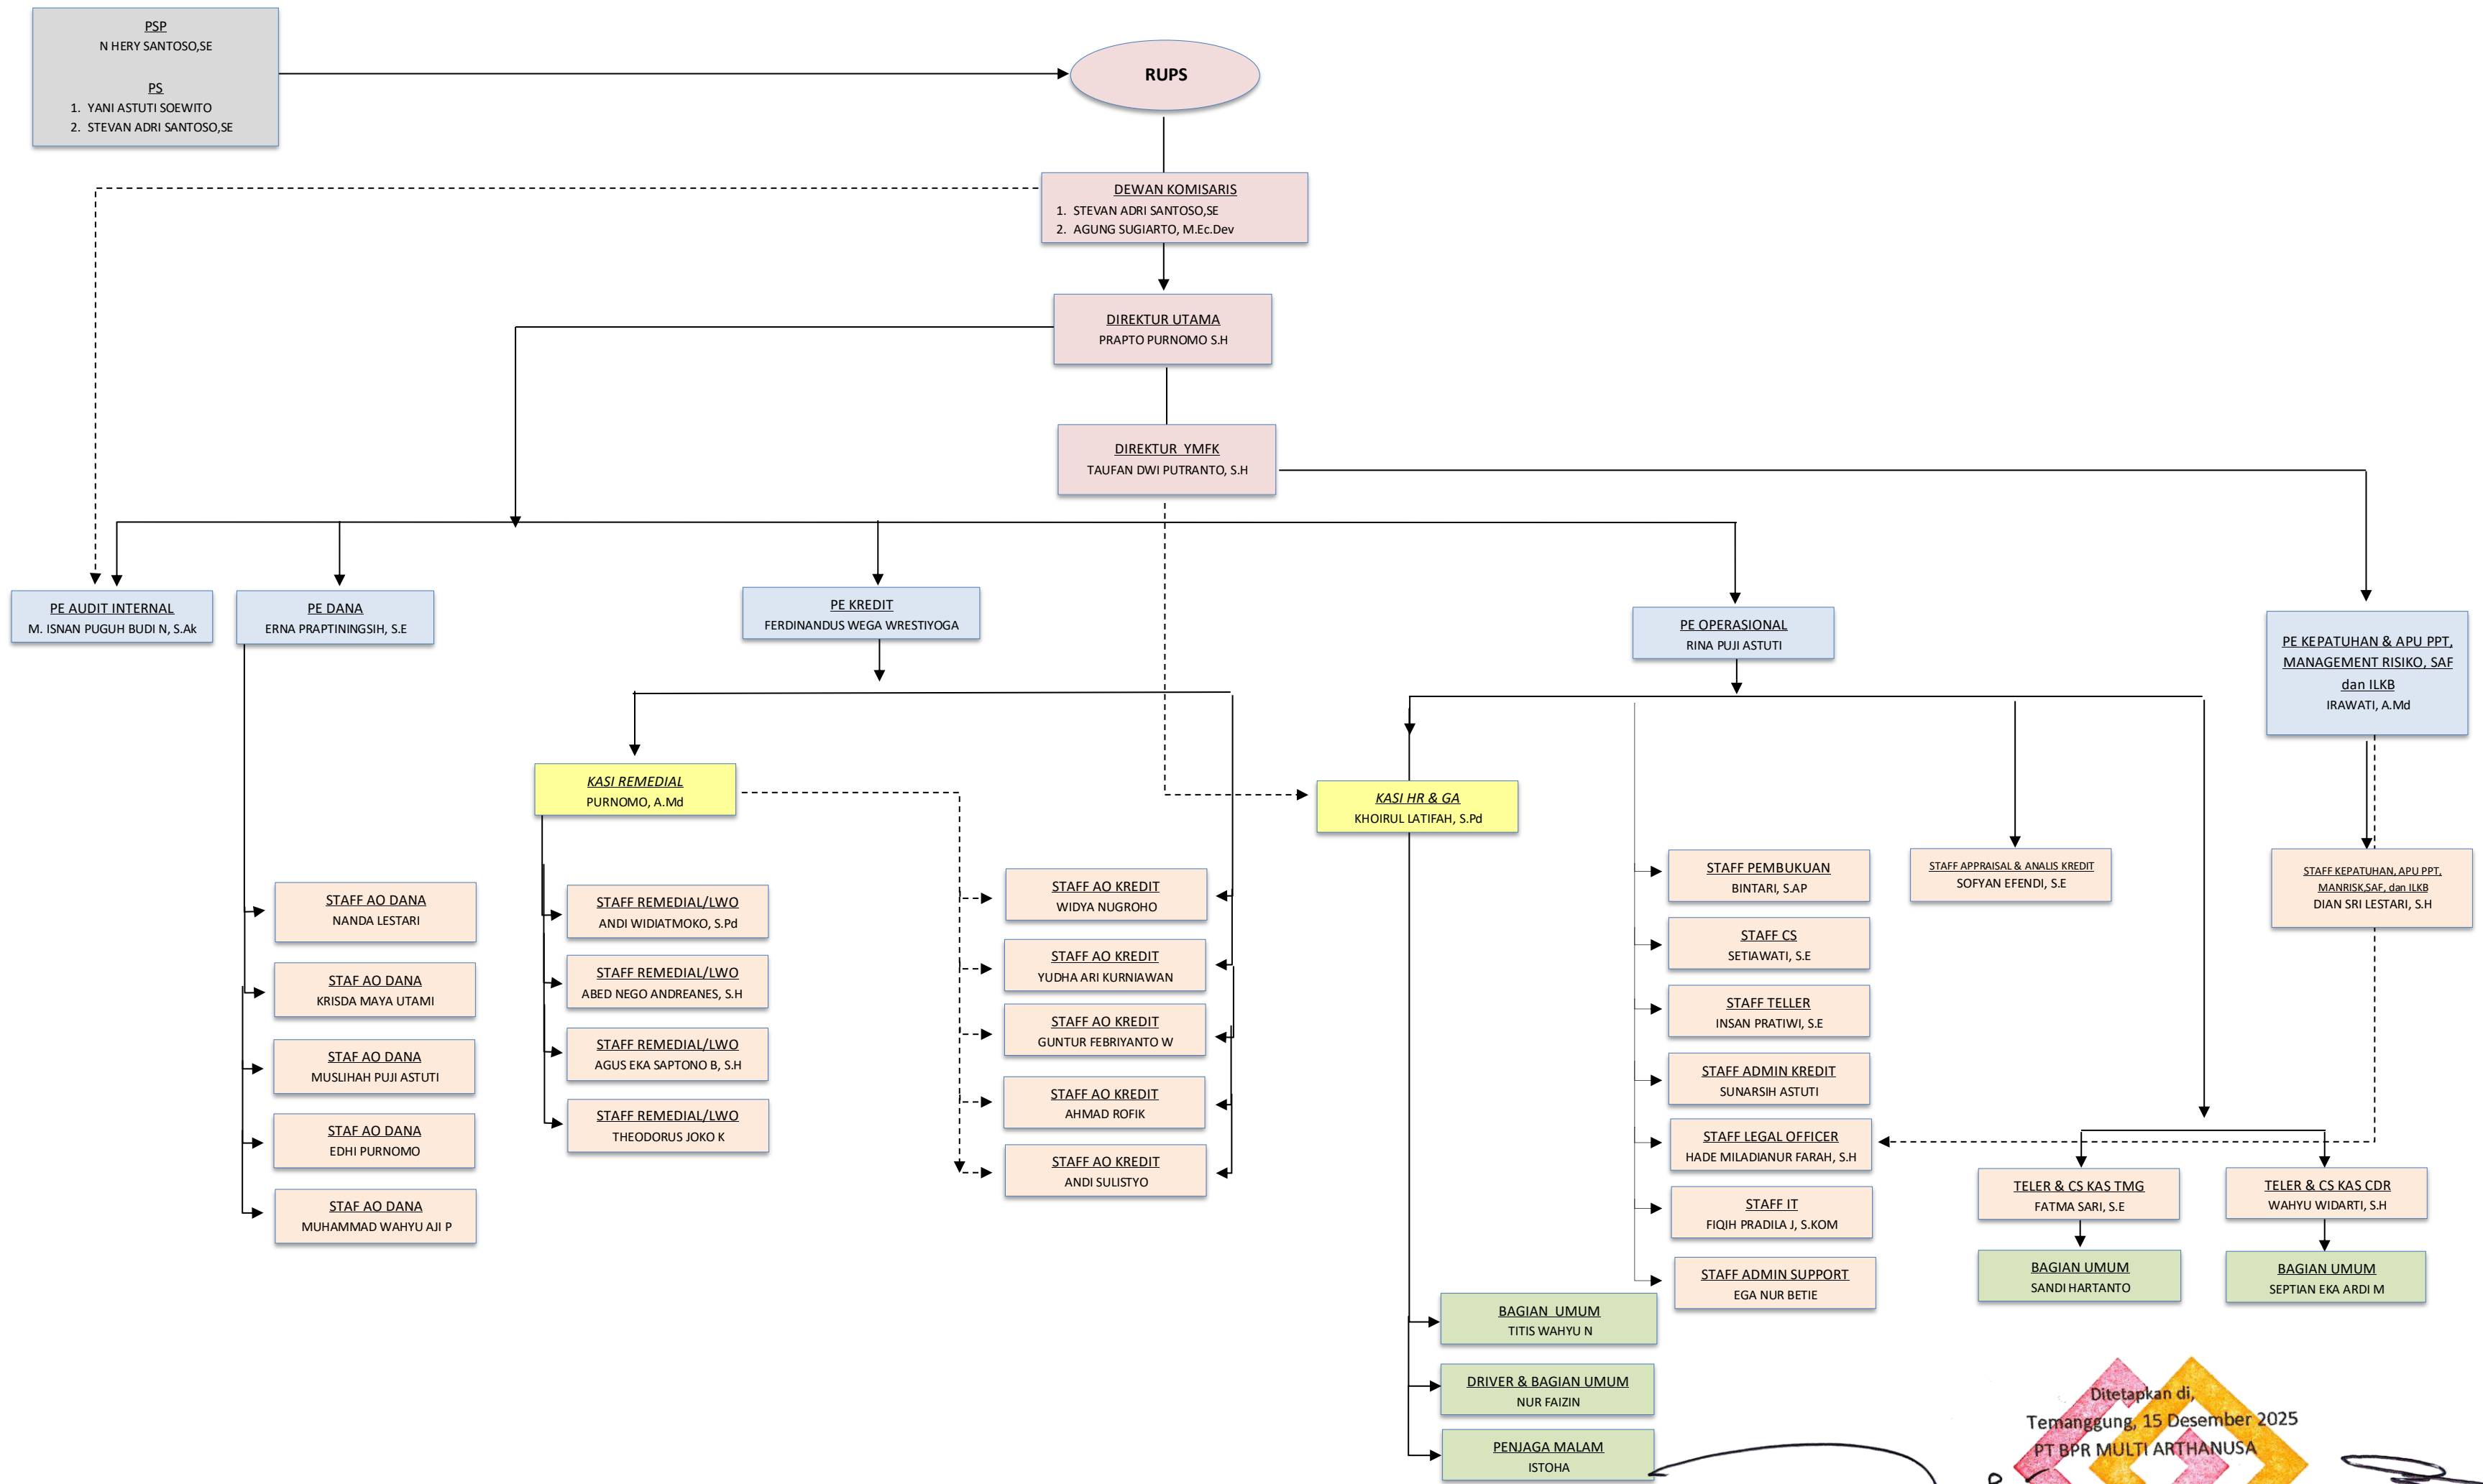 PSP
N HERY SANTOSO,SE
PS
1. YANI ASTUTI SOEWITO
2. STEVAN ADRI SANTOSO,SE
RUPS
DEWAN KOMISARIS
1. STEVAN ADRI SANTOSO,SE
2. AGUNG SUGIARTO, M.Ec.Dev
DIREKTUR UTAMA
PRAPTO PURNOMO S.H
DIREKTUR YMFK
TAUFAN DWI PUTRANTO, S.H
PE AUDIT INTERNAL
M. ISNAN PUGUH BUDI N, S.Ak
PE DANA
ERNA PRAPTININGSIH, S.E
PE KREDIT
FERDINANDUS WEGA WRESTIYOGA
PE OPERASIONAL
RINA PUJI ASTUTI
PE KEPATUHAN & APU PPT,
MANAGEMENT RISIKO, SAF
dan ILKB
IRAWATI, A.Md
KASI REMEDIAL
PURNOMO, A.Md
KASI HR & GA
KHOIRUL LATIFAH, S.Pd
STAFF AO DANA
NANDA LESTARI
STAF AO DANA
KRISDA MAYA UTAMI
STAF AO DANA
MUSLIHAH PUJI ASTUTI
STAF AO DANA
EDHI PURNOMO
STAF AO DANA
MUHAMMAD WAHYU AJI P
STAFF REMEDIAL/LWO
ANDI WIDIATMOKO, S.Pd
STAFF REMEDIAL/LWO
ABED NEGO ANDREANES, S.H
STAFF REMEDIAL/LWO
AGUS EKA SAPTONO B, S.H
STAFF REMEDIAL/LWO
THEODORUS JOKO K
STAFF AO KREDIT
WIDYA NUGROHO
STAFF AO KREDIT
YUDHA ARI KURNIAWAN
STAFF AO KREDIT
GUNTUR FEBRIYANTO W
STAFF AO KREDIT
AHMAD ROFIK
STAFF AO KREDIT
ANDI SULISTYO
STAFF PEMBUKUAN
BINTARI, S.AP
STAFF CS
SETIAWATI, S.E
STAFF TELLER
INSAN PRATIWI, S.E
STAFF ADMIN KREDIT
SUNARSIH ASTUTI
STAFF LEGAL OFFICER
HADE MILADIANUR FARAH, S.H
STAFF IT
FIQIH PRADILA J, S.KOM
STAFF ADMIN SUPPORT
EGA NUR BETIE
STAFF APPRAISAL & ANALIS KREDIT
SOFYAN EFENDI, S.E
STAFF KEPATUHAN, APU PPT,
MANRISK,SAF, dan ILKB
DIAN SRI LESTARI, S.H
TELER & CS KAS TMG
FATMA SARI, S.E
TELER & CS KAS CDR
WAHYU WIDARTI, S.H
BAGIAN UMUM
SANDI HARTANTO
BAGIAN UMUM
SEPTIAN EKA ARDI M
BAGIAN UMUM
TITIS WAHYU N
DRIVER & BAGIAN UMUM
NUR FAIZIN
PENJAGA MALAM
ISTOHA
Ditetapkan di,
Temanggung, 15 Desember 2025
PT BPR MULTI ARTHANUSA